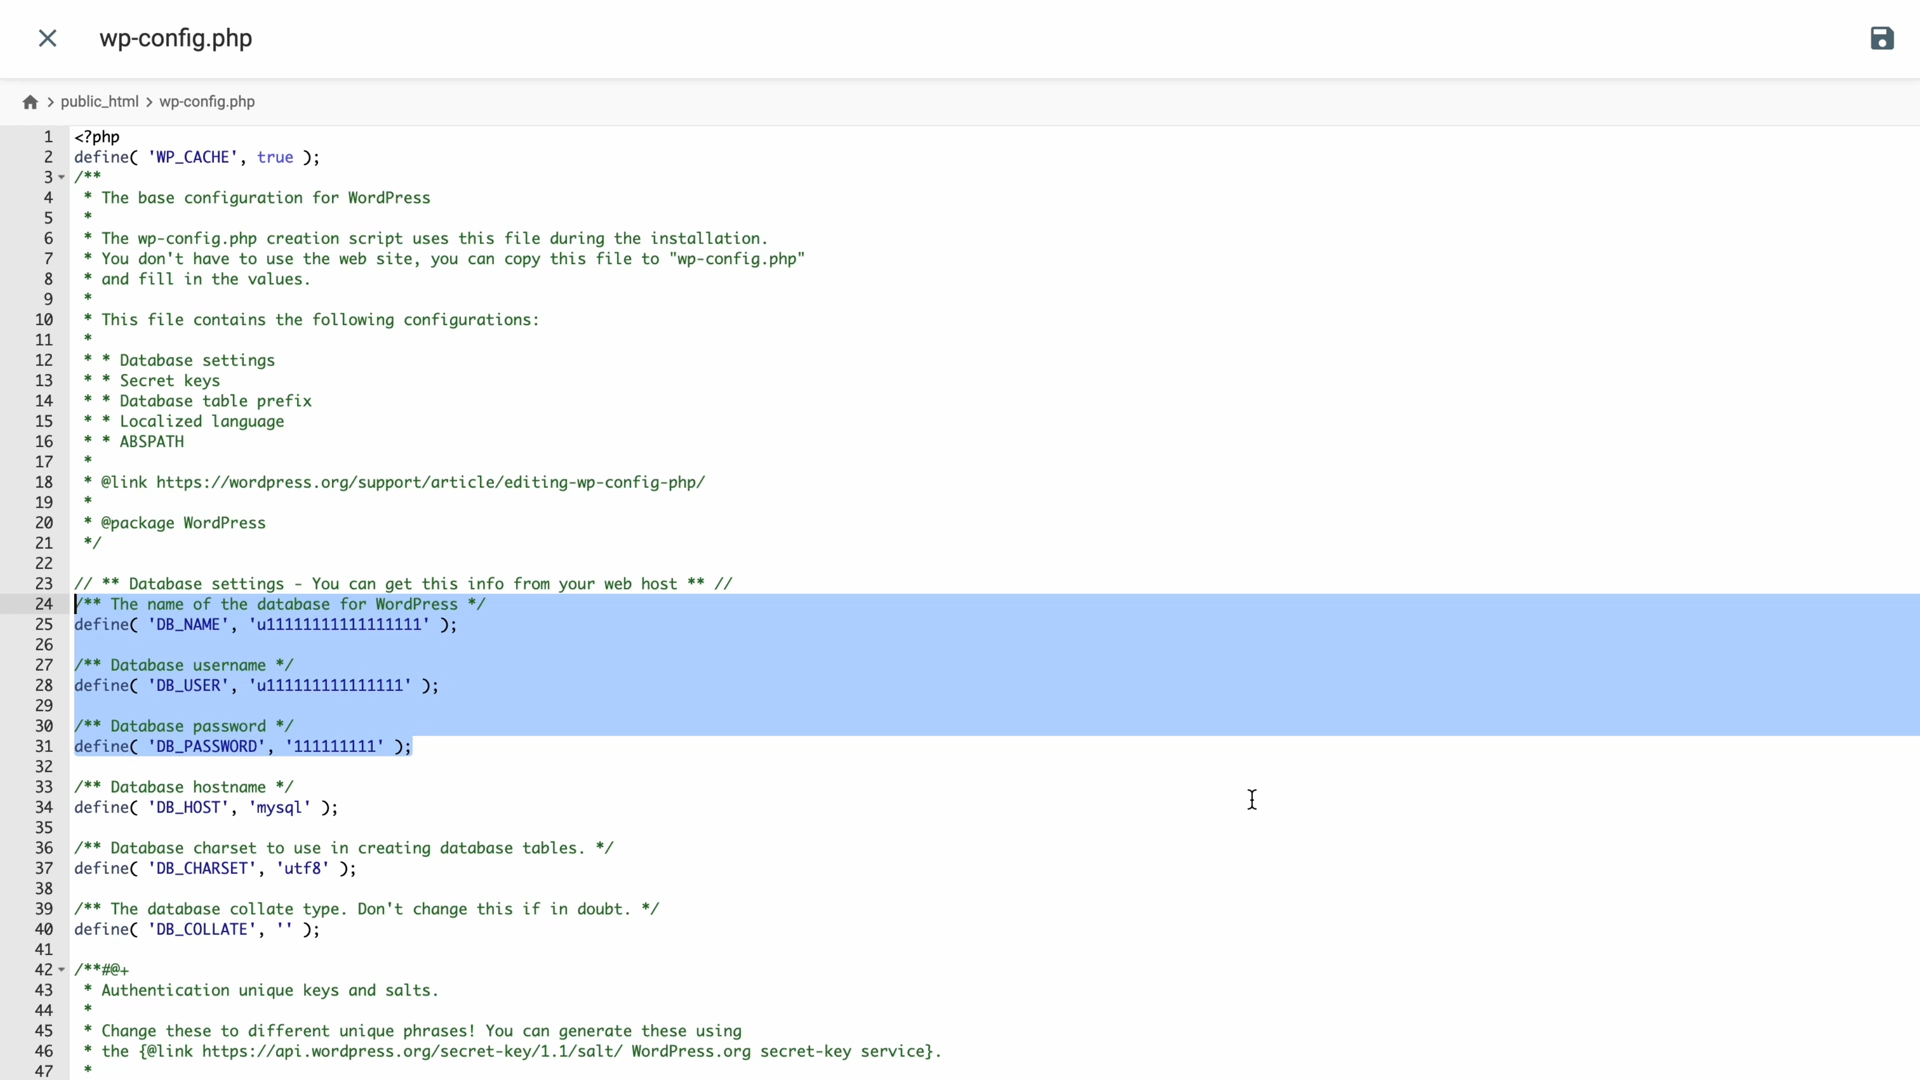 wp-config.php
public_html > wp-config.php
1 <?php
2 define( 'WP_CACHE', true );
3 /**
4 * The base configuration for WordPress
5 *
6 * The wp-config.php creation script uses this file during the installation.
7 * You don't have to use the web site, you can copy this file to "wp-config.php"
8 * and fill in the values.
9 *
10 * This file contains the following configurations:
11 *
12 * * Database settings
13 * * Secret keys
14 * * Database table prefix
15 * * Localized language
16 * * ABSPATH
17 *
18 * @link https://wordpress.org/support/article/editing-wp-config-php/
19 *
20 * @package WordPress
21 */
22
23 // ** Database settings - You can get this info from your web host ** //
24 /** The name of the database for WordPress */
25 define( 'DB_NAME', 'u11111111111111111' );
26
27 /** Database username */
28 define( 'DB_USER', 'u111111111111111' );
29
30 /** Database password */
31 define( 'DB_PASSWORD', '111111111' );
32
33 /** Database hostname */
34 define( 'DB_HOST', 'mysql' );
35
36 /** Database charset to use in creating database tables. */
37 define( 'DB_CHARSET', 'utf8' );
38
39 /** The database collate type. Don't change this if in doubt. */
40 define( 'DB_COLLATE', '' );
41
42 /**#@+
43 * Authentication unique keys and salts.
44 *
45 * Change these to different unique phrases! You can generate these using
46 * the {@link https://api.wordpress.org/secret-key/1.1/salt/ WordPress.org secret-key service}.
47 *